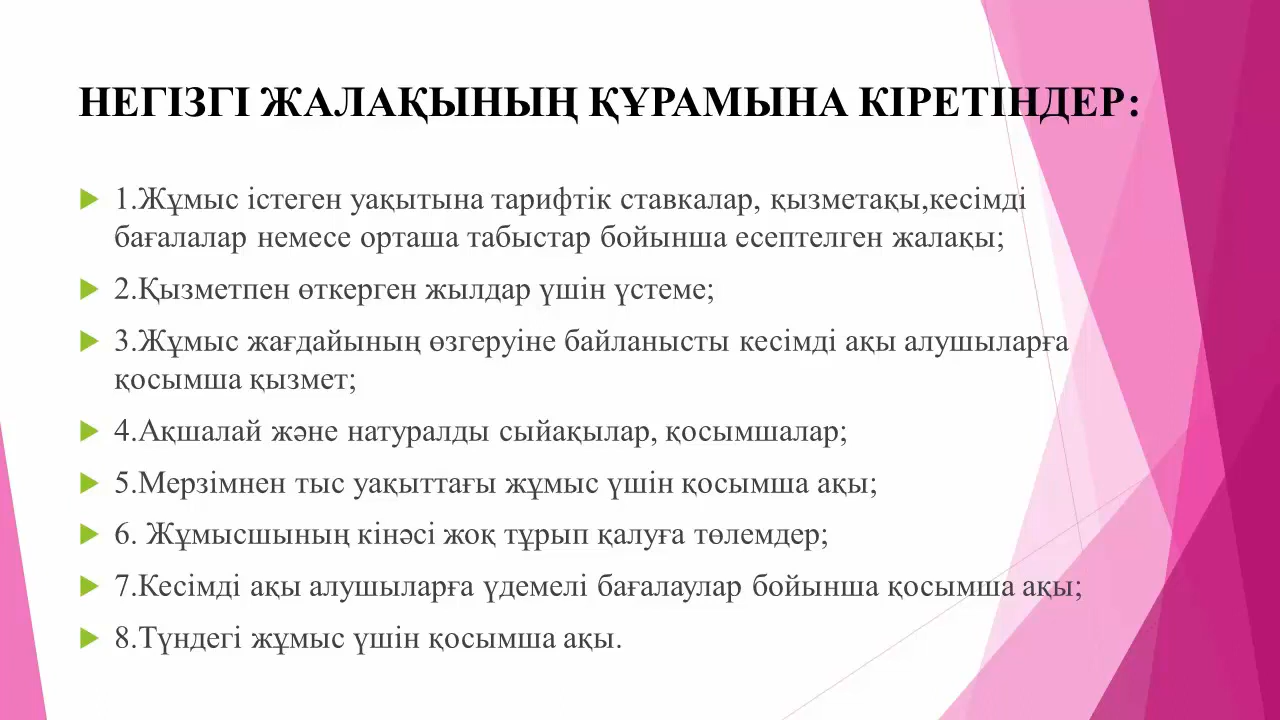 НЕГІЗГІ ЖАЛАҚЫНЫҢ ҚҰРАМЫНА КІРЕТІНДЕР:
1.Жұмыс істеген уақытына тарифтік ставкалар, қызметақы,кесімді
бағалалар немесе орташа табыстар бойынша есептелген жалақы;
2.Қызметпен өткерген жылдар үшін үстеме;
3.Жұмыс жағдайының өзгеруіне байланысты кесімді ақы алушыларға
қосымша қызмет;
4.Ақшалай және натуралды сыйақылар, қосымшалар;
5.Мерзімнен тыс уақыттағы жұмыс үшін қосымша ақы;
6. Жұмысшының кінәсі жоқ тұрып қалуға төлемдер;
7.Кесімді ақы алушыларға үдемелі бағалаулар бойынша қосымша ақы;
8.Түндегі жұмыс үшін қосымша ақы.